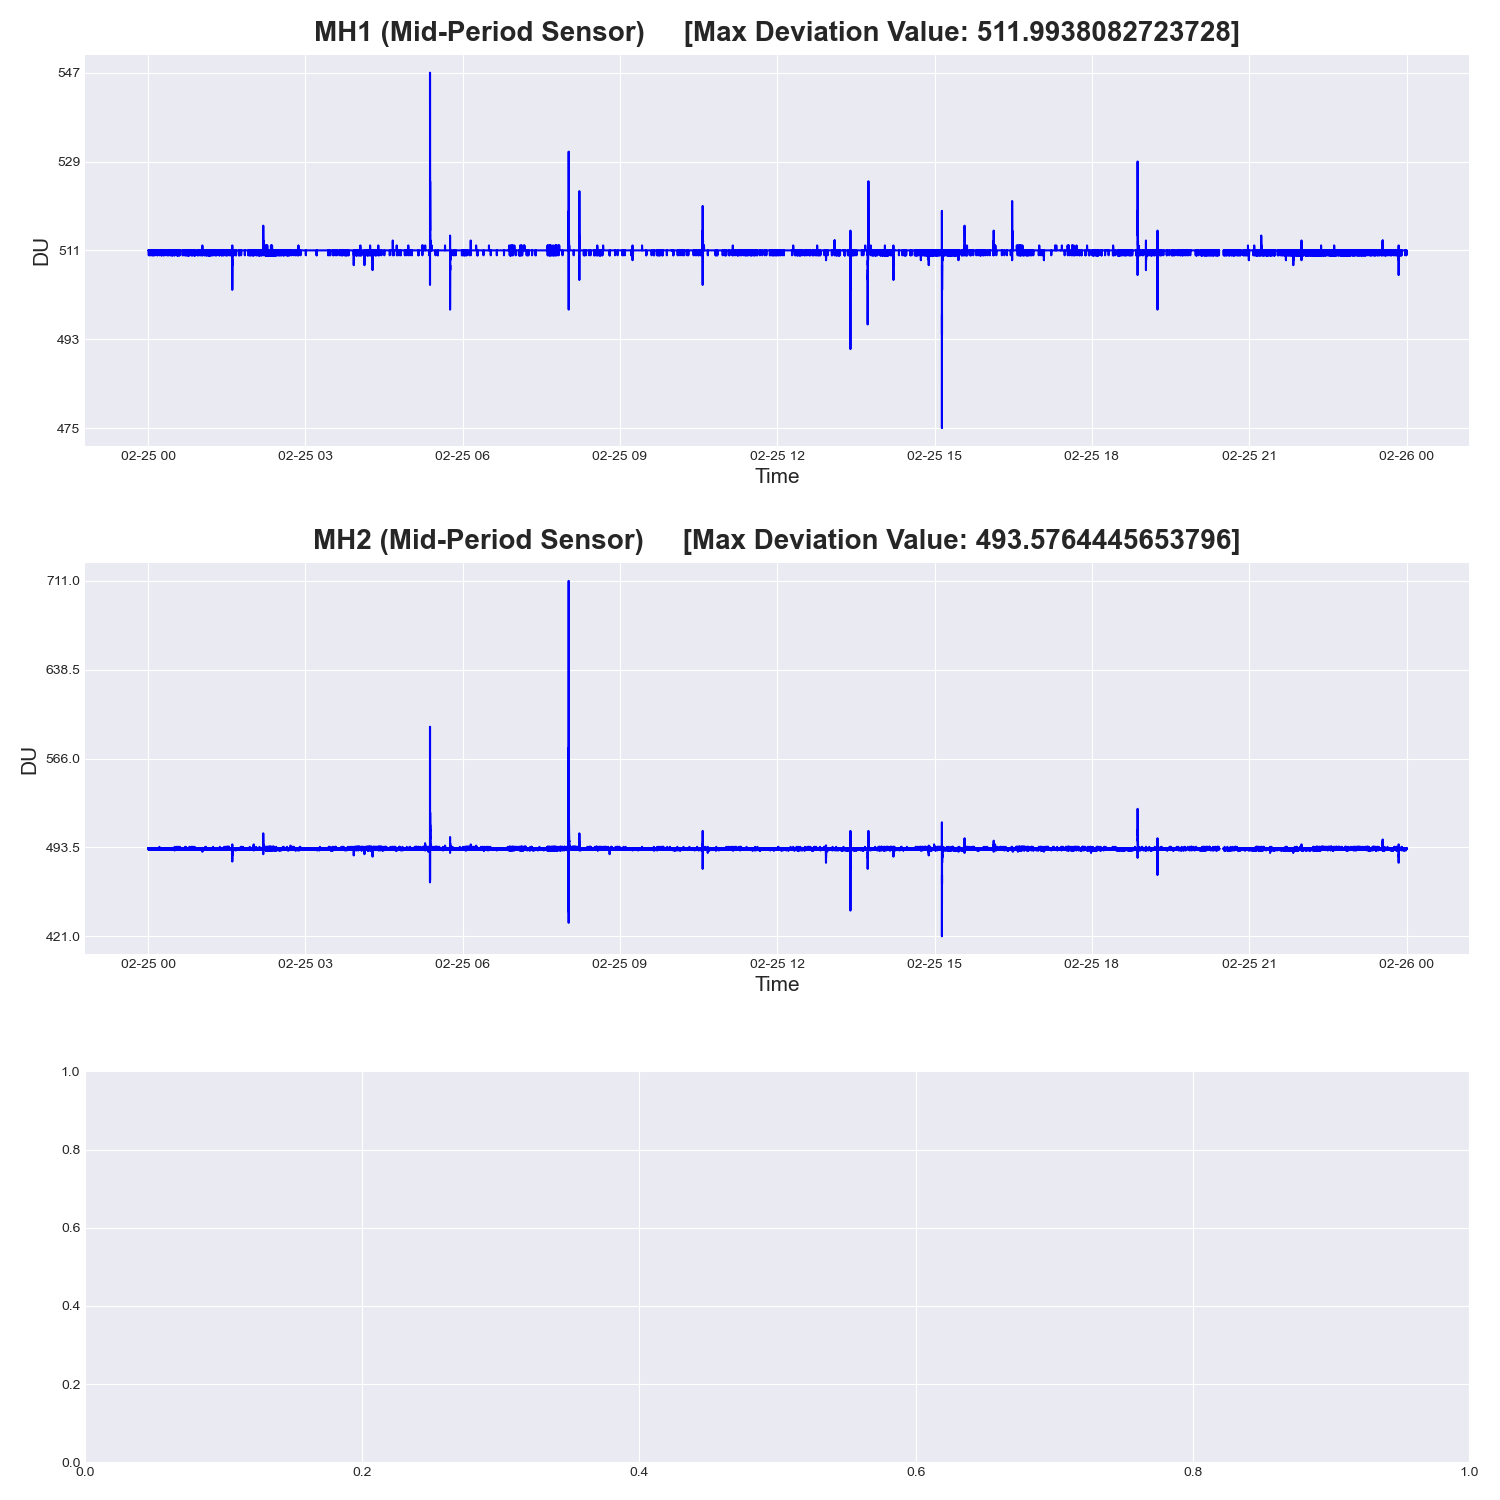 MH1 (Mid-Period Sensor) [Max Deviation Value: 511.9938082723728]
547
529
511
493
475
DU
02-25 00 02-25 03 02-25 06 02-25 09 02-25 12 02-25 15 02-25 18 02-25 21 02-26 00
Time
MH2 (Mid-Period Sensor) [Max Deviation Value: 493.5764445653796]
711.0
638.5
566.0
493.5
421.0
DU
02-25 00 02-25 03 02-25 06 02-25 09 02-25 12 02-25 15 02-25 18 02-25 21 02-26 00
Time
1.0
0.8
0.6
0.4
0.2
0.0
0.0 0.2 0.4 0.6 0.8 1.0